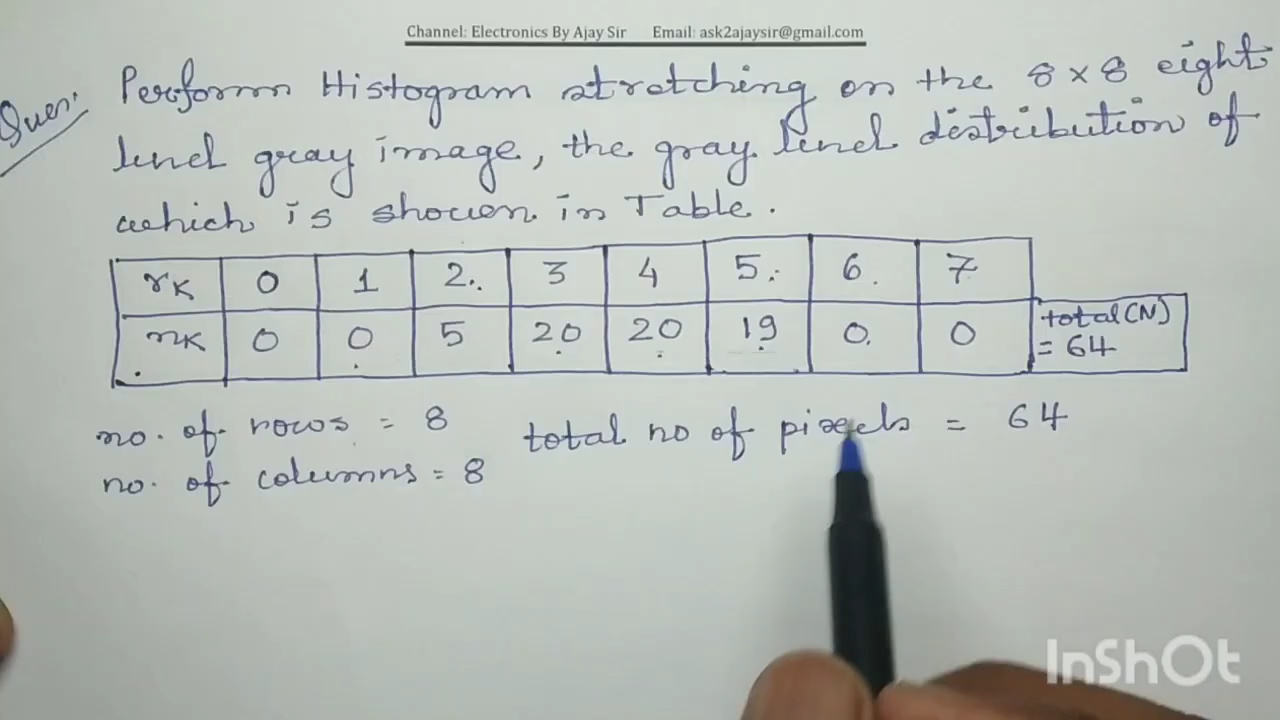 Channel: Electronics By Ajay Sir Email: ask2ajaysir@gmail.com
Ques:
Perform Histogram stretching on the 8 × 8 eight
level gray image, the gray level distribution of
which is shown in Table.
rK 0 1 2 3 4 5 6 7
nK 0 0 5 20 20 19 0 0 total(N) = 64
no. of rows = 8 total no of pixels = 64
no. of columns = 8
InShOt